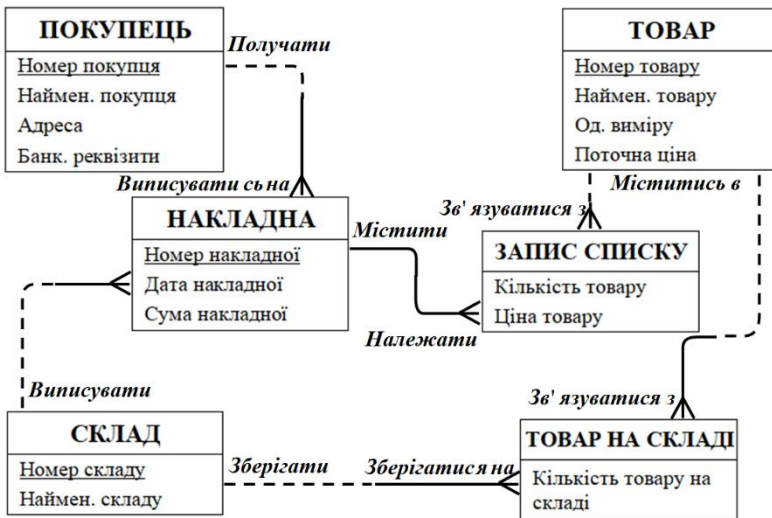 ПОКУПЕЦЬ
Номер покупця
Наймен. покупця
Адреса
Банк. реквізити
Получати
ТОВАР
Номер товару
Наймен. товару
Од. виміру
Поточна ціна
Виписувати сь на
Міститись в
Зв' язуватися з
НАКЛАДНА
Номер накладної
Дата накладної
Сума накладної
Містити
ЗАПИС СПИСКУ
Кількість товару
Ціна товару
Належати
Виписувати
Зв' язуватися з
СКЛАД
Номер складу
Наймен. складу
Зберігати
Зберігатися на
ТОВАР НА СКЛАДІ
Кількість товару на
складі